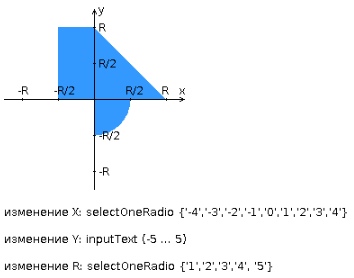 y
R
R/2
-R
-R/2
R/2
R
x
-R/2
-R
изменение X: selectOneRadio {'-4','-3','-2','-1','0','1','2','3','4'}
изменение Y: inputText (-5 ... 5)
изменение R: selectOneRadio {'1','2','3','4', '5'}